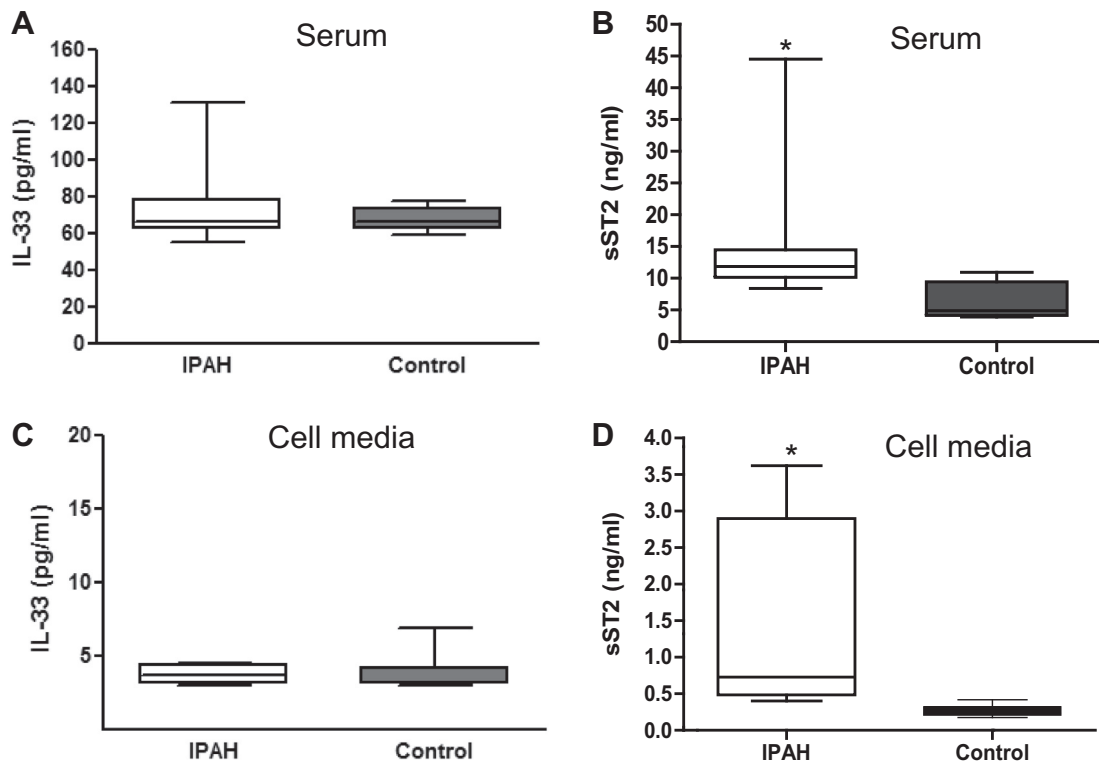 A
Serum
IL-33 (pg/ml)
160
140
120
100
80
60
40
20
0
IPAH Control
B
Serum
*
sST2 (ng/ml)
50
45
40
35
30
25
20
15
10
5
0
IPAH Control
C
Cell media
IL-33 (pg/ml)
20
15
10
5
IPAH Control
D
Cell media
*
sST2 (ng/ml)
4.0
3.5
3.0
2.5
2.0
1.5
1.0
0.5
0.0
IPAH Control